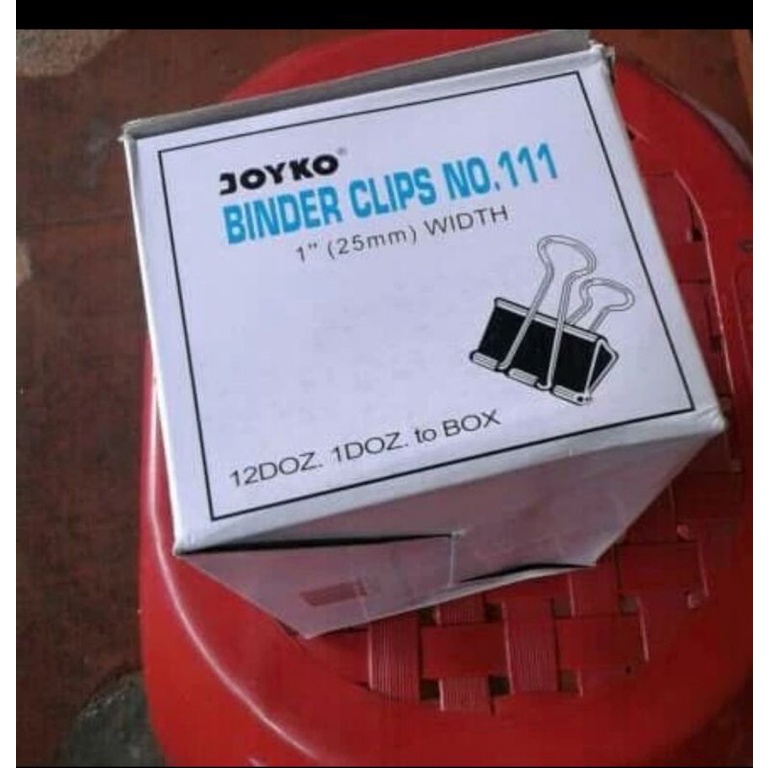 JOYKO®
BINDER CLIPS NO.111
1" (25mm) WIDTH
12DOZ. 1DOZ. to BOX